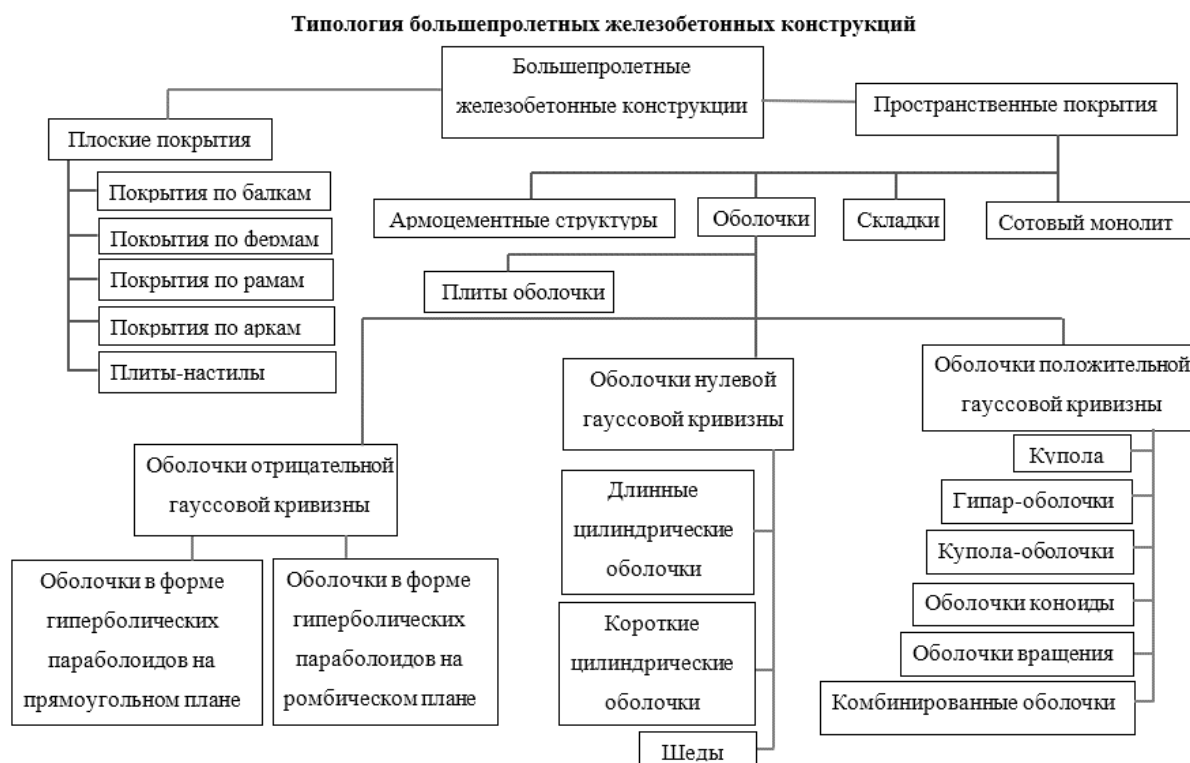 Типология большепролетных железобетонных конструкций
Большепролетные
железобетонные конструкции
Плоские покрытия
Пространственные покрытия
Покрытия по балкам
Покрытия по фермам
Покрытия по рамам
Покрытия по аркам
Плиты-настилы
Армоцементные структуры
Оболочки
Складки
Сотовый монолит
Плиты оболочки
Оболочки отрицательной
гауссовой кривизны
Оболочки в форме
гиперболических
параболоидов на
прямоугольном плане
Оболочки в форме
гиперболических
параболоидов на
ромбическом плане
Оболочки нулевой
гауссовой кривизны
Длинные
цилиндрические
оболочки
Короткие
цилиндрические
оболочки
Шеды
Оболочки положительной
гауссовой кривизны
Купола
Гипар-оболочки
Купола-оболочки
Оболочки коноиды
Оболочки вращения
Комбинированные оболочки